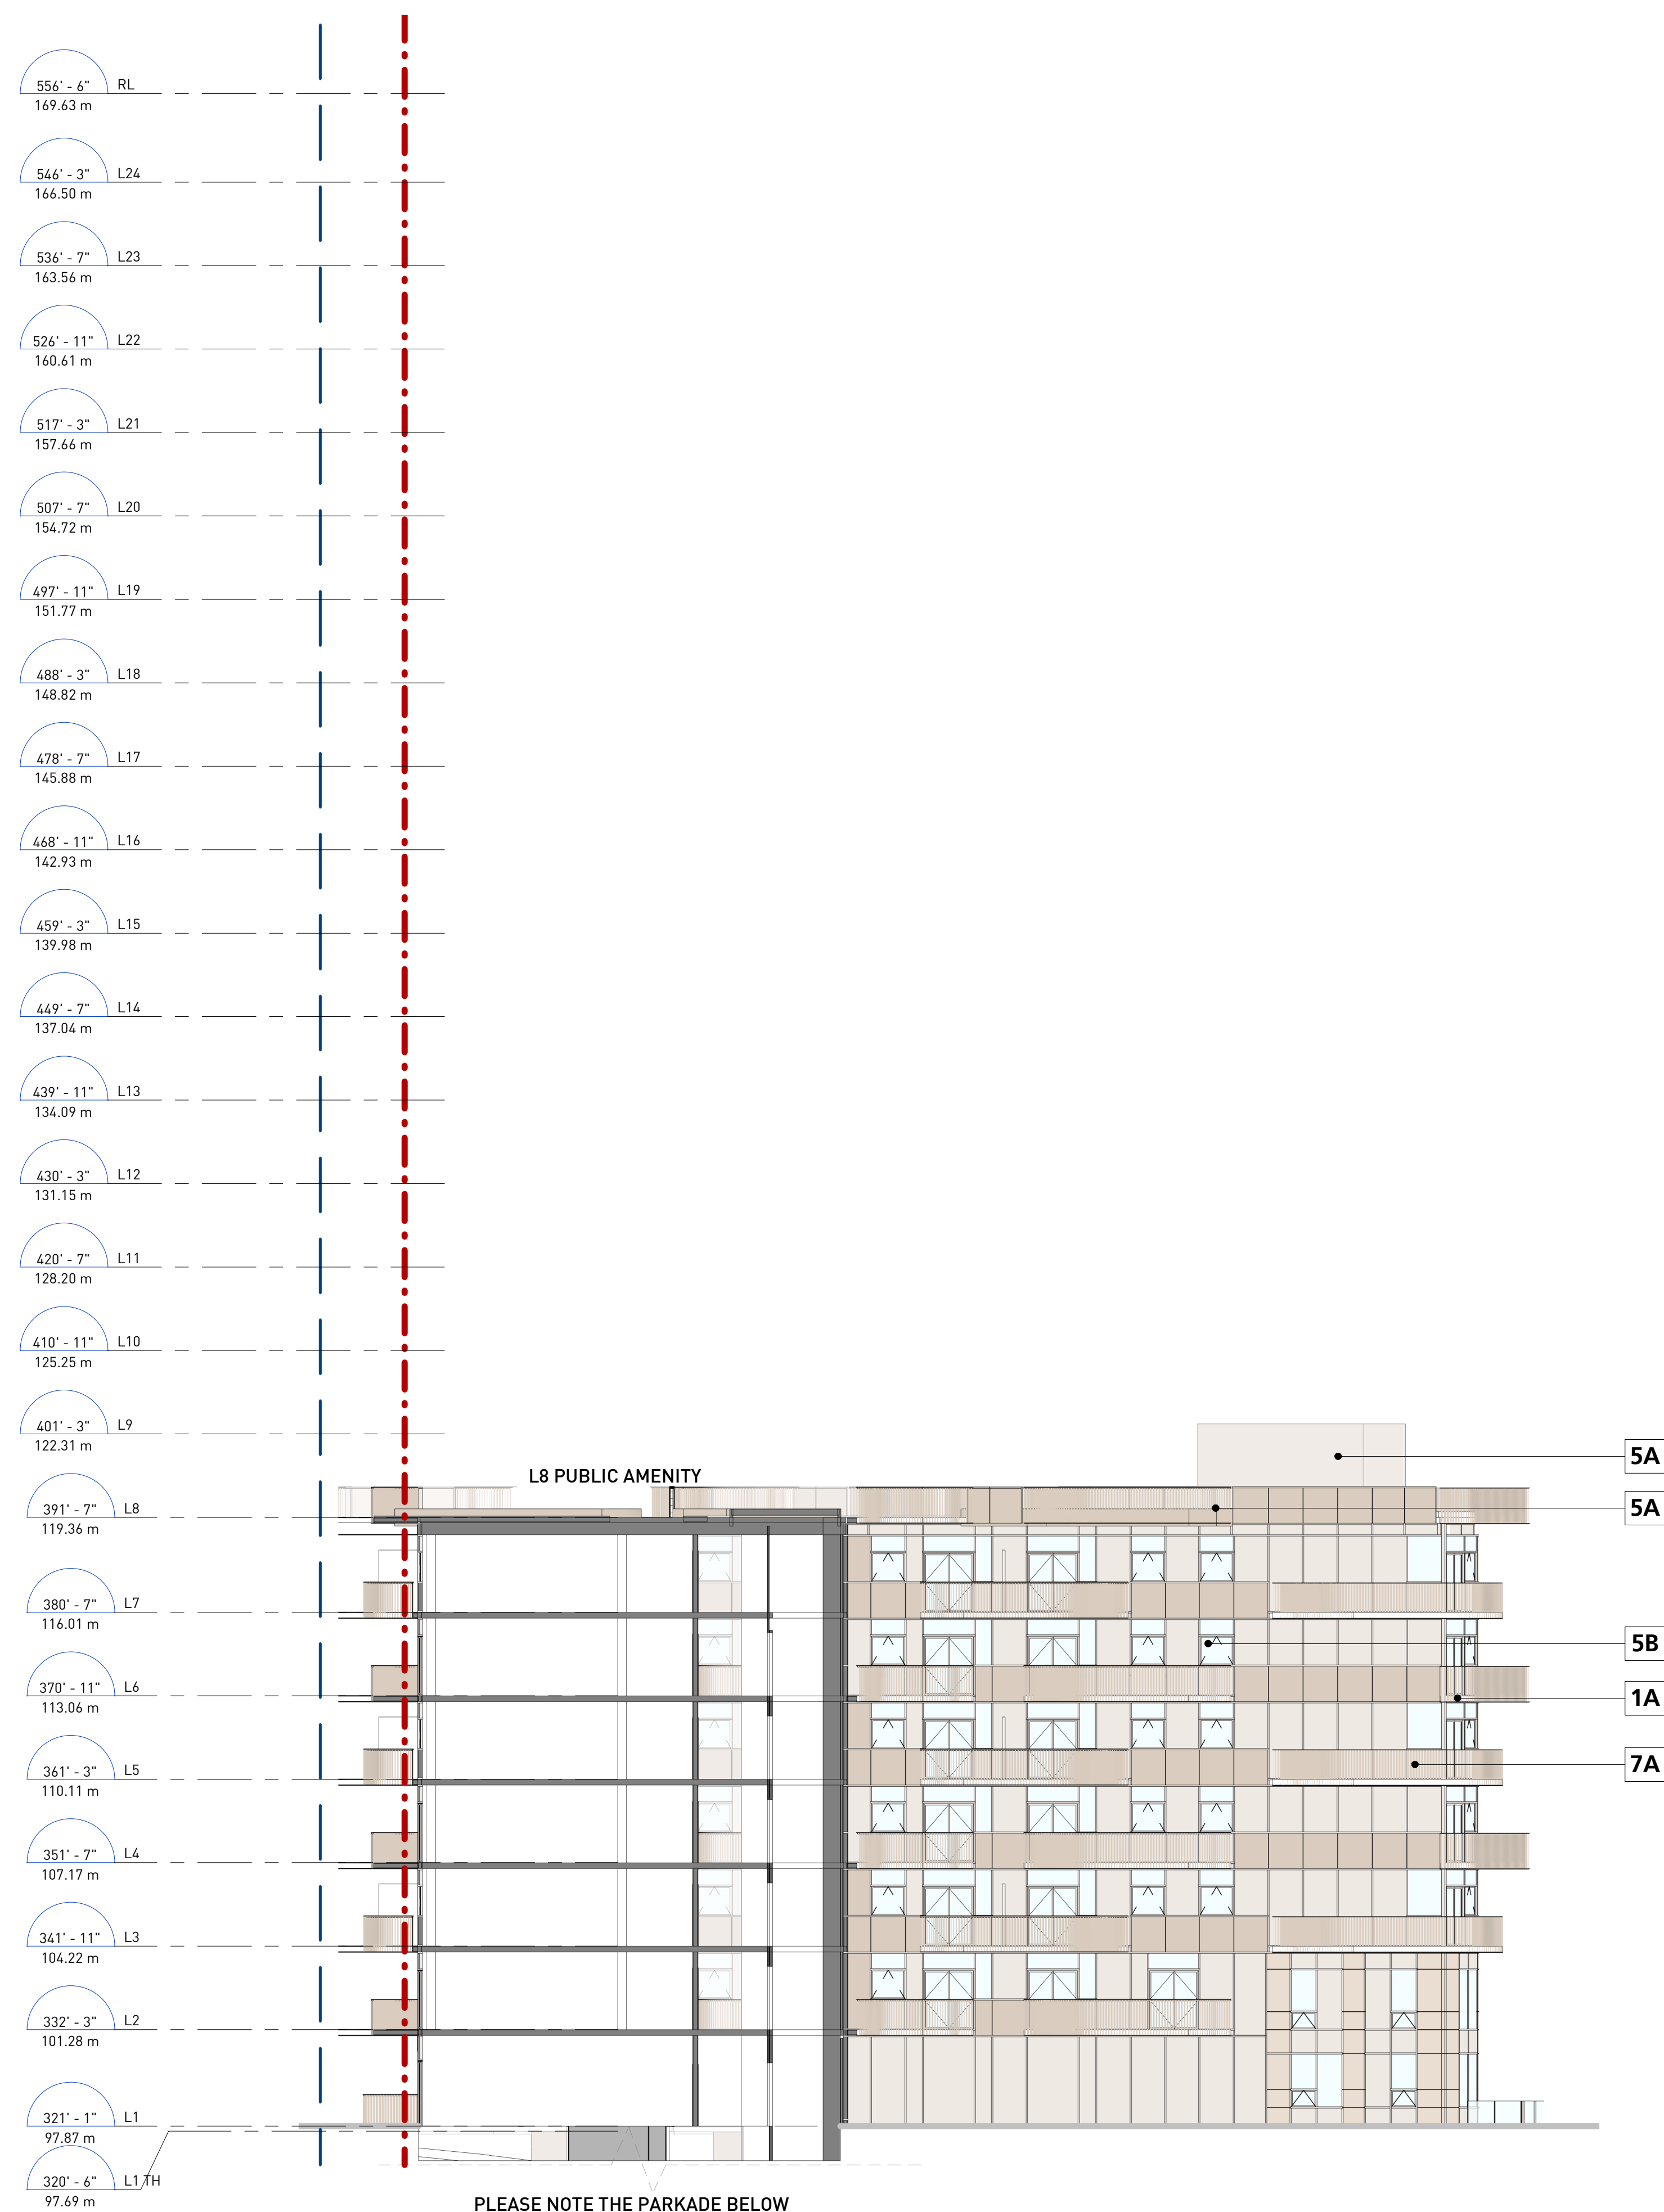 556' - 6" RL
169.63 m
546' - 3" L24
166.50 m
536' - 7" L23
163.56 m
526' - 11" L22
160.61 m
517' - 3" L21
157.66 m
507' - 7" L20
154.72 m
497' - 11" L19
151.77 m
488' - 3" L18
148.82 m
478' - 7" L17
145.88 m
468' - 11" L16
142.93 m
459' - 3" L15
139.98 m
449' - 7" L14
137.04 m
439' - 11" L13
134.09 m
430' - 3" L12
131.15 m
420' - 7" L11
128.20 m
410' - 11" L10
125.25 m
401' - 3" L9
122.31 m
5A
L8 PUBLIC AMENITY
5A
391' - 7" L8
119.36 m
380' - 7" L7
116.01 m
5B
370' - 11" L6
113.06 m
1A
361' - 3" L5
110.11 m
7A
351' - 7" L4
107.17 m
341' - 11" L3
104.22 m
332' - 3" L2
101.28 m
321' - 1" L1
97.87 m
320' - 6" L1 TH
97.69 m
PLEASE NOTE THE PARKADE BELOW